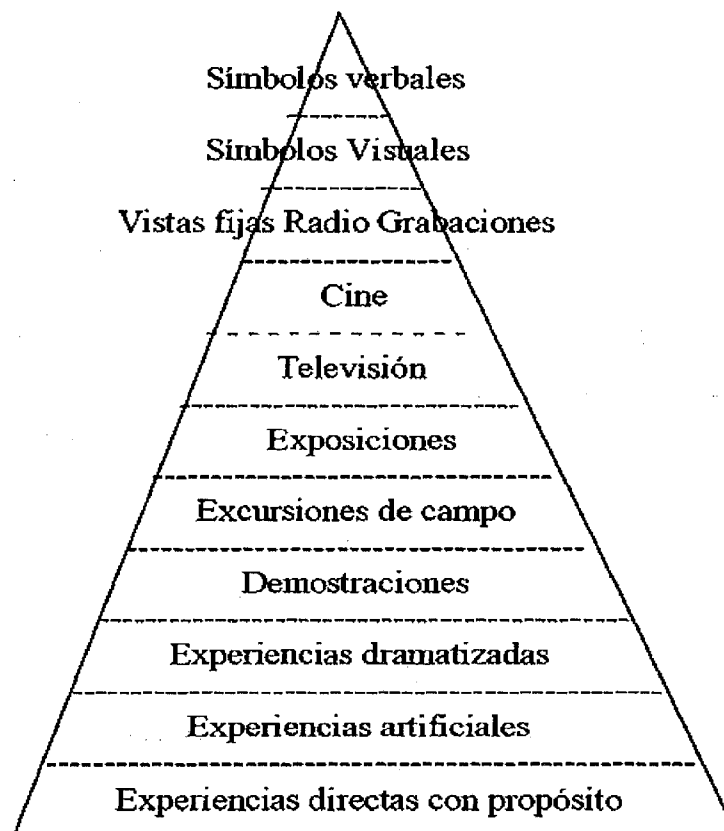 Símbolos verbales
Símbolos Visuales
Vistas fijas Radio Grabaciones
Cine
Televisión
Exposiciones
Excursiones de campo
Demostraciones
Experiencias dramatizadas
Experiencias artificiales
Experiencias directas con propósito